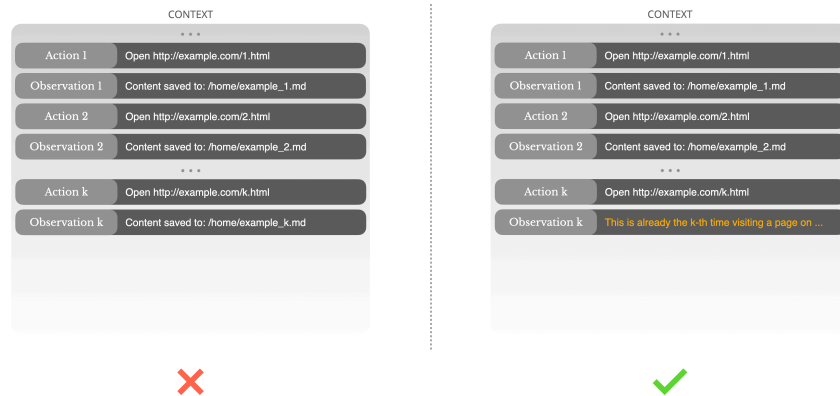 CONTEXT
Action 1 Open http://example.com/1.html
Observation 1 Content saved to: /home/example_1.md
Action 2 Open http://example.com/2.html
Observation 2 Content saved to: /home/example_2.md
Action k Open http://example.com/k.html
Observation k Content saved to: /home/example_k.md
CONTEXT
Action 1 Open http://example.com/1.html
Observation 1 Content saved to: /home/example_1.md
Action 2 Open http://example.com/2.html
Observation 2 Content saved to: /home/example_2.md
Action k Open http://example.com/k.html
Observation k This is already the k-th time visiting a page on ...